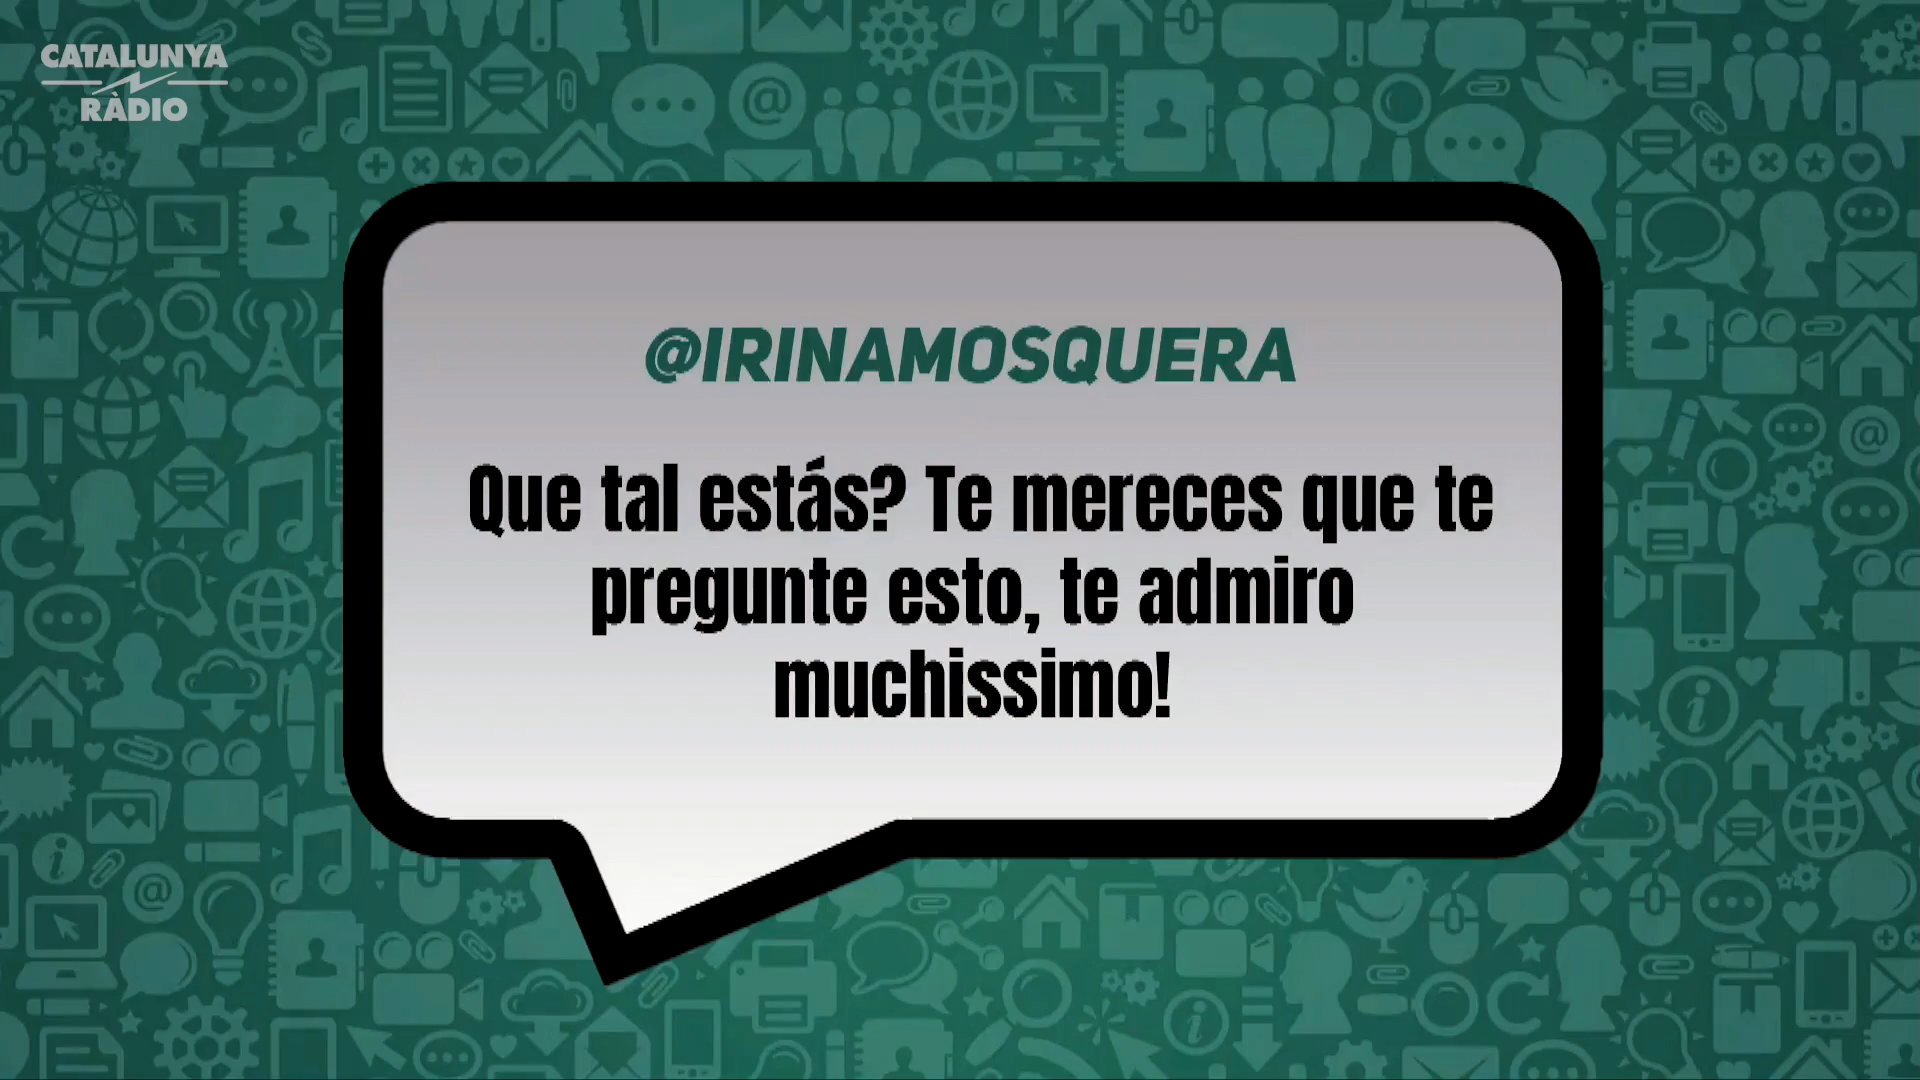 CATALUNYA
RÀDIO
@IRINAMOSQUERA
Que tal estás? Te mereces que te
pregunte esto, te admiro
muchissimo!